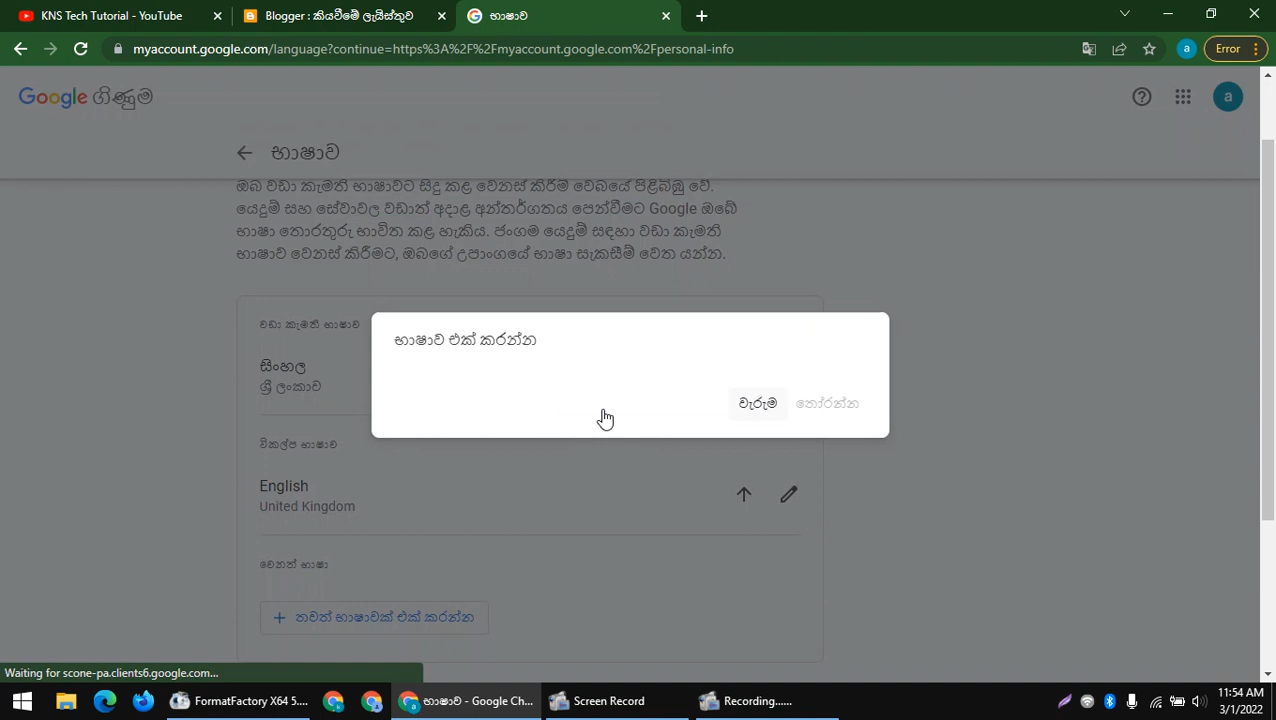 KNS Tech Tutorial - YouTube
Blogger : කියවීමේ ලැයිස්තුව
භාෂාව
myaccount.google.com/language?continue=https%3A%2F%2Fmyaccount.google.com%2Fpersonal-info
a
Error
Google ගිණුම
a
භාෂාව
ඔබ වඩා කැමති භාෂාවට සිදු කළ වෙනස් කිරීම් වෙබයේ පිළිබිඹු වේ.
යෙදුම් සහ සේවාවල වඩාත් අදාළ අන්තර්ගතය පෙන්වීමට Google ඔබේ
භාෂා තොරතුරු භාවිත කළ හැකිය. ජංගම යෙදුම් සඳහා වඩා කැමති
භාෂාව වෙනස් කිරීමට, ඔබගේ උපාංගයේ භාෂා සැකසීම් වෙත යන්න.
වඩා කැමති භාෂාව
සිංහල
ශ්‍රී ලංකාව
භාෂාව එක් කරන්න
වැරුම
තෝරන්න
විකල්ප භාෂාව
English
United Kingdom
වෙනත් භාෂා
+ තවත් භාෂාවක් එක් කරන්න
Waiting for scone-pa.clients6.google.com...
FormatFactory X64 5....
භාෂාව - Google Ch...
Screen Record
Recording......
11:54 AM
3/1/2022